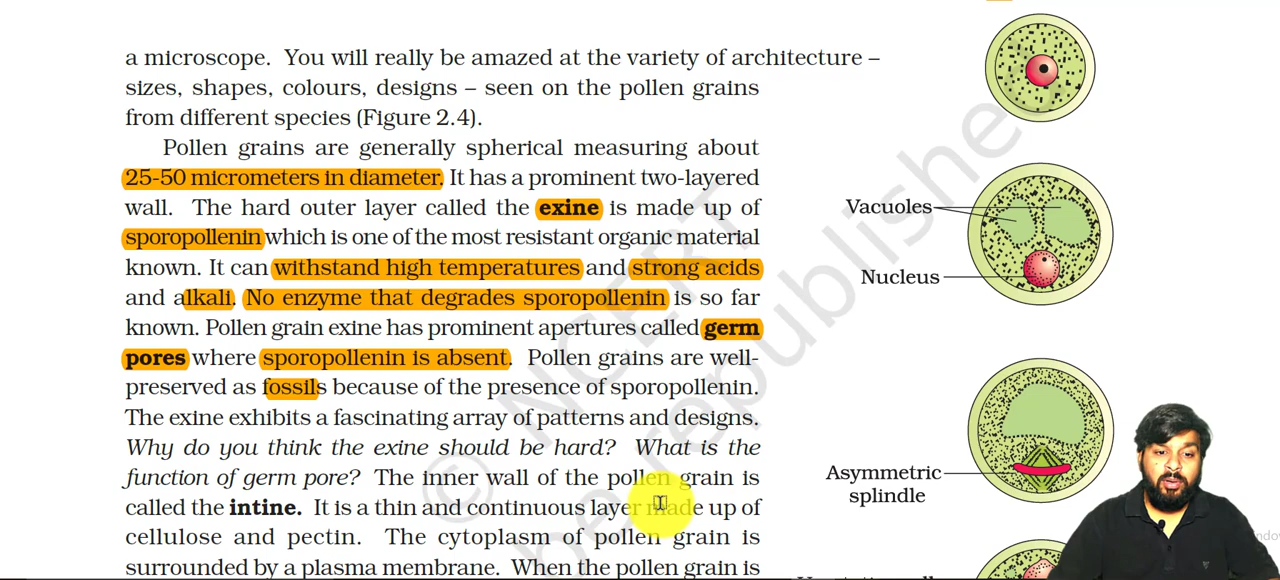 a microscope. You will really be amazed at the variety of architecture –
sizes, shapes, colours, designs – seen on the pollen grains
from different species (Figure 2.4).
Pollen grains are generally spherical measuring about
25-50 micrometers in diameter. It has a prominent two-layered
wall. The hard outer layer called the exine is made up of
sporopollenin which is one of the most resistant organic material
known. It can withstand high temperatures and strong acids
and alkali. No enzyme that degrades sporopollenin is so far
known. Pollen grain exine has prominent apertures called germ
pores where sporopollenin is absent. Pollen grains are well-
preserved as fossils because of the presence of sporopollenin.
The exine exhibits a fascinating array of patterns and designs.
Why do you think the exine should be hard? What is the
function of germ pore? The inner wall of the pollen grain is
called the intine. It is a thin and continuous layer made up of
cellulose and pectin. The cytoplasm of pollen grain is
surrounded by a plasma membrane. When the pollen grain is
Vacuoles
Nucleus
Asymmetric
splindle
© NCERT
be republishe